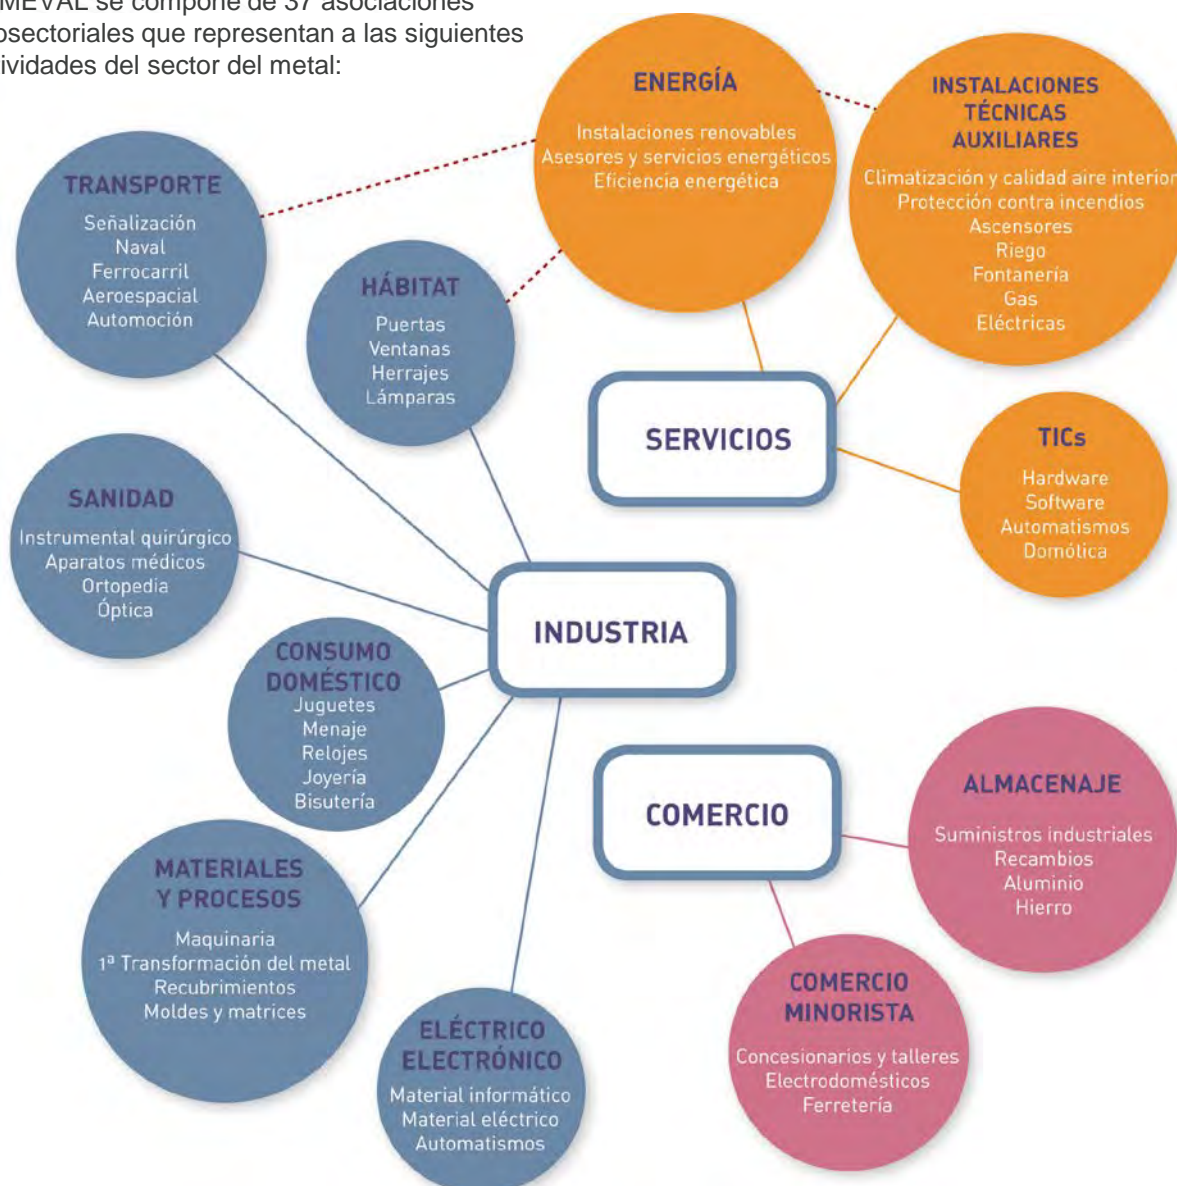 MEVAL se compone de 37 asociaciones
osectoriales que representan a las siguientes
ividades del sector del metal:
ENERGÍA
Instalaciones renovables
Asesores y servicios energéticos
Eficiencia energética
INSTALACIONES
TÉCNICAS
AUXILIARES
Climatización y calidad aire interior
Protección contra incendios
Ascensores
Riego
Fontanería
Gas
Eléctricas
TRANSPORTE
Señalización
Naval
Ferrocarril
Aeroespacial
Automoción
HÁBITAT
Puertas
Ventanas
Herrajes
Lámparas
SERVICIOS
TICs
Hardware
Software
Automatismos
Domótica
SANIDAD
Instrumental quirúrgico
Aparatos médicos
Ortopedia
Óptica
INDUSTRIA
CONSUMO
DOMÉSTICO
Juguetes
Menaje
Relojes
Joyería
Bisutería
COMERCIO
ALMACENAJE
Suministros industriales
Recambios
Aluminio
Hierro
MATERIALES
Y PROCESOS
Maquinaria
1ª Transformación del metal
Recubrimientos
Moldes y matrices
COMERCIO
MINORISTA
Concesionarios y talleres
Electrodomésticos
Ferretería
ELÉCTRICO
ELECTRÓNICO
Material informático
Material eléctrico
Automatismos